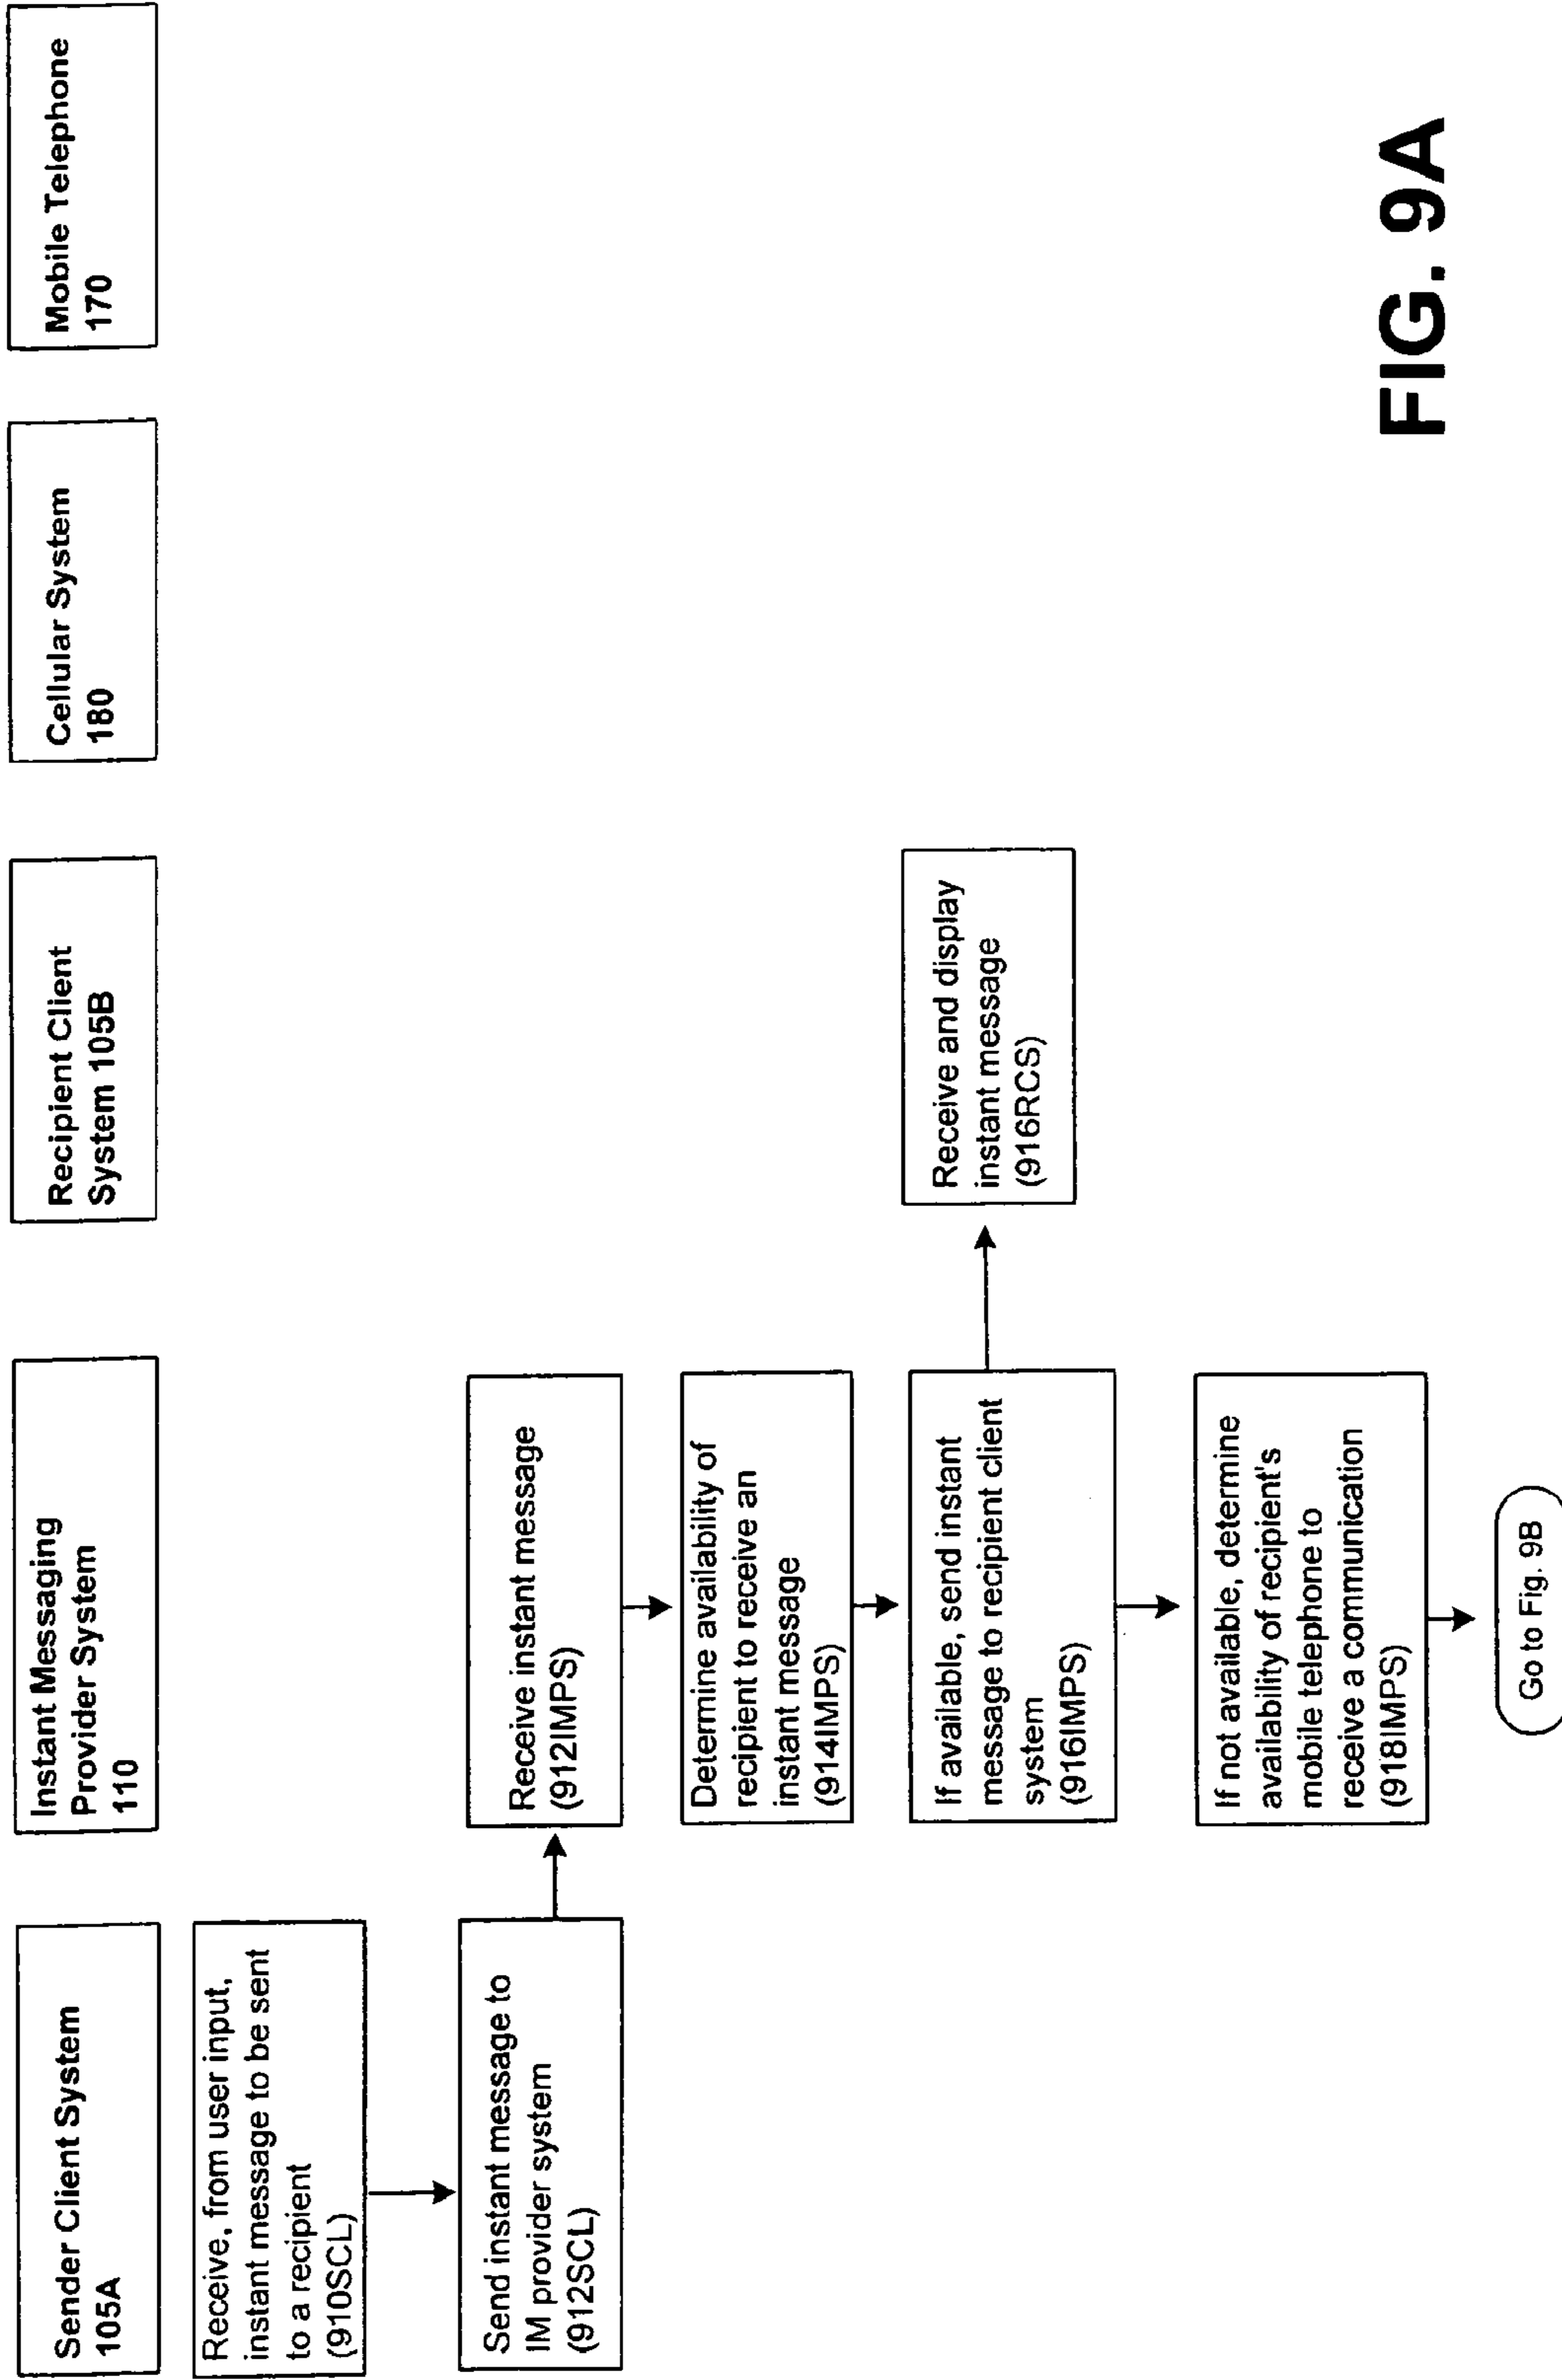 Sender Client System
105A
Instant Messaging
Provider System
110
Recipient Client
System 105B
Cellular System
180
Mobile Telephone
170
Receive, from user input,
instant message to be sent
to a recipient
(910SCL)
Send instant message to
IM provider system
(912SCL)
Receive instant message
(912IMPS)
Determine availability of
recipient to receive an
instant message
(914IMPS)
If available, send instant
message to recipient client
system
(916IMPS)
Receive and display
instant message
(916RCS)
If not available, determine
availability of recipient's
mobile telephone to
receive a communication
(918IMPS)
Go to Fig. 9B
FIG. 9A